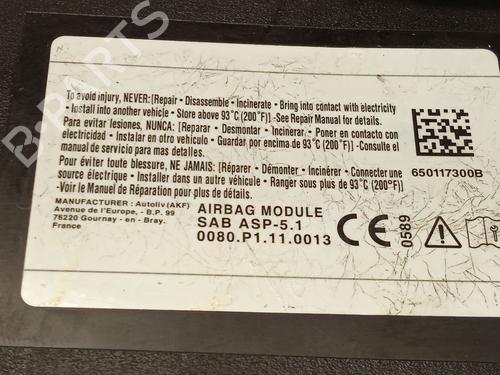 To avoid injury, NEVER:[Repair - Disassemble - Incinerate - Bring into contact with electricity
- Install into another vehicle - Store above 93°C (200°F)] -See Repair Manual for details.
Para evitar lesiones, NUNCA: [Reparar - Desmontar - Incinerar - Poner en contacto con
electricidad - Instalar en otro vehículo - Guardar por encima de 93°C (200°F)] -Consulte el
manual de servicio para mas detalles.
Pour éviter toute blessure, NE JAMAIS: [Réparer - Démonter - Incinérer - Connecter une
source électrique - Installer dans un autre véhicule - Ranger sous plus de 93°C (200°F)]
-Voir le Manuel de Réparation pour plus de détails.
650117300B
MANUFACTURER : Autoliv(AKF)
Avenue de l'Europe, - B.P. 99
76220 Gournay - en - Bray.
France
AIRBAG MODULE
SAB ASP-5.1
0080.P1.11.0013
CE
0589
B-PARTS